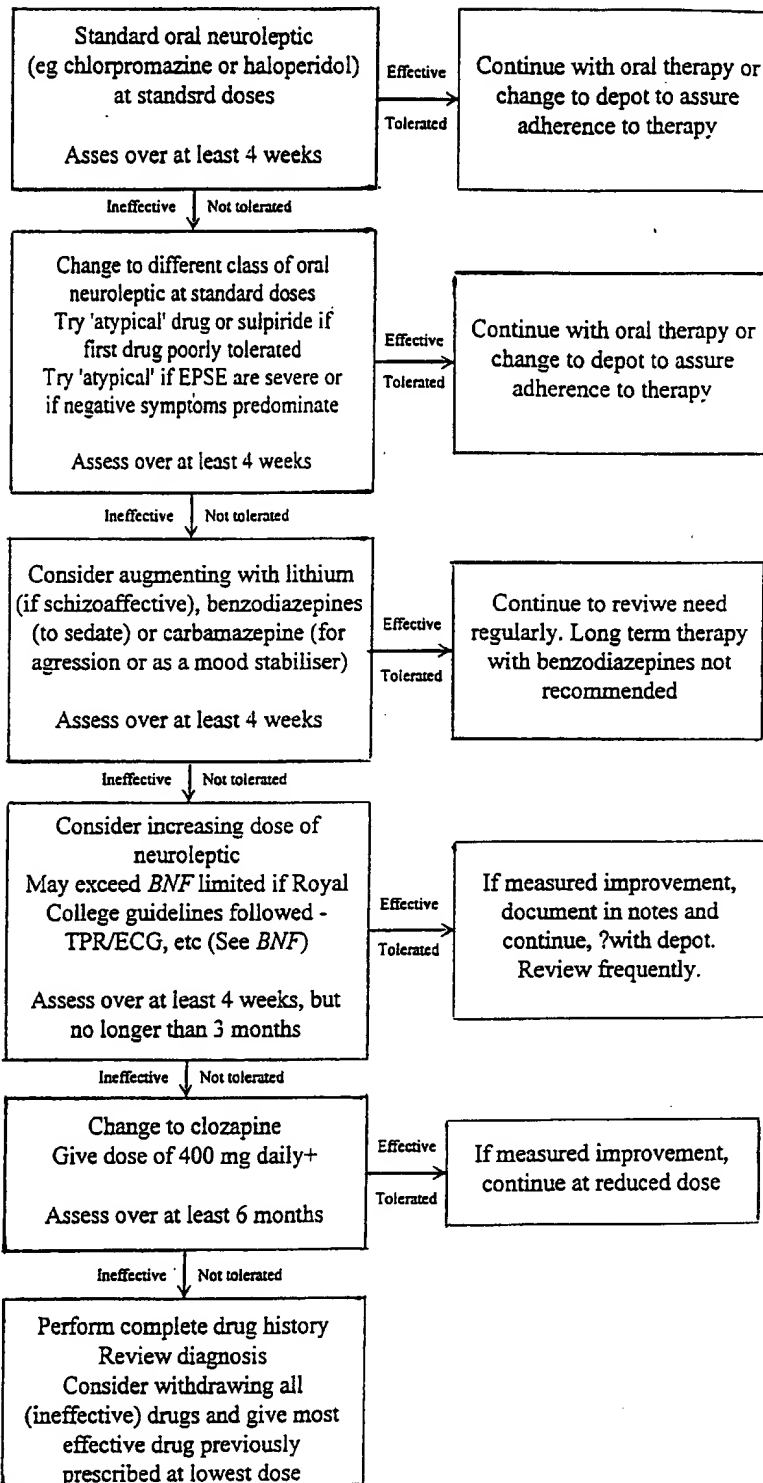 Standard oral neuroleptic
(eg chlorpromazine or haloperidol)
at standsrd doses
Asses over at least 4 weeks
Effective
Tolerated
Continue with oral therapy or
change to depot to assure
adherence to therapy
Ineffective Not tolerated
Change to different class of oral
neuroleptic at standard doses
Try 'atypical' drug or sulpiride if
first drug poorly tolerated
Try 'atypical' if EPSE are severe or
if negative symptoms predominate
Assess over at least 4 weeks
Effective
Tolerated
Continue with oral therapy or
change to depot to assure
adherence to therapy
Ineffective Not tolerated
Consider augmenting with lithium
(if schizoaffective), benzodiazepines
(to sedate) or carbamazepine (for
agression or as a mood stabiliser)
Assess over at least 4 weeks
Effective
Tolerated
Continue to reviwe need
regularly. Long term therapy
with benzodiazepines not
recommended
Ineffective Not tolerated
Consider increasing dose of
neuroleptic
May exceed BNF limited if Royal
College guidelines followed -
TPR/ECG, etc (See BNF)
Assess over at least 4 weeks, but
no longer than 3 months
Effective
Tolerated
If measured improvement,
document in notes and
continue, ?with depot.
Review frequently.
Ineffective Not tolerated
Change to clozapine
Give dose of 400 mg daily+
Assess over at least 6 months
Effective
Tolerated
If measured improvement,
continue at reduced dose
Ineffective Not tolerated
Perform complete drug history
Review diagnosis
Consider withdrawing all
(ineffective) drugs and give most
effective drug previously
prescribed at lowest dose